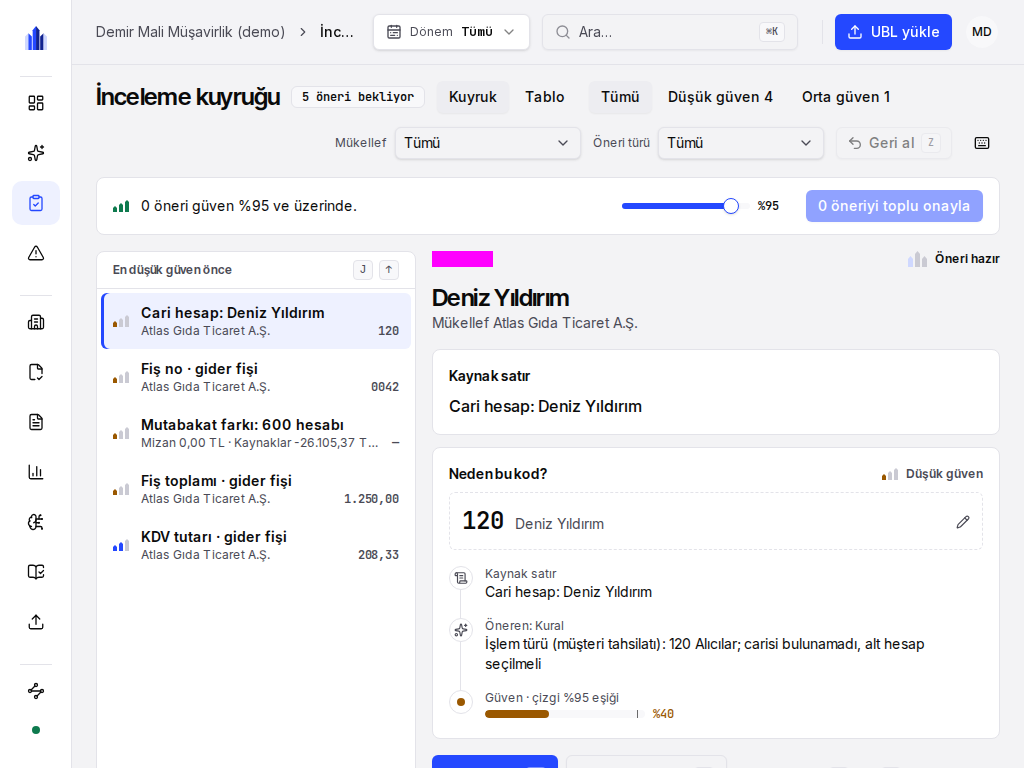 Demir Mali Müşavirlik (demo) > İnc…
Dönem Tümü
Ara…
⌘K
UBL yükle
MD
İnceleme kuyruğu
5 öneri bekliyor
Kuyruk
Tablo
Tümü
Düşük güven 4
Orta güven 1
Mükellef
Tümü
Öneri türü
Tümü
Geri al Z
0 öneri güven %95 ve üzerinde.
%95
0 öneriyi toplu onayla
En düşük güven önce
J
↑
Cari hesap: Deniz Yıldırım
Atlas Gıda Ticaret A.Ş.
120
Fiş no · gider fişi
Atlas Gıda Ticaret A.Ş.
0042
Mutabakat farkı: 600 hesabı
Mizan 0,00 TL · Kaynaklar -26.105,37 T…
—
Fiş toplamı · gider fişi
Atlas Gıda Ticaret A.Ş.
1.250,00
KDV tutarı · gider fişi
Atlas Gıda Ticaret A.Ş.
208,33
Öneri hazır
Deniz Yıldırım
Mükellef Atlas Gıda Ticaret A.Ş.
Kaynak satır
Cari hesap: Deniz Yıldırım
Neden bu kod?
Düşük güven
120 Deniz Yıldırım
Kaynak satır
Cari hesap: Deniz Yıldırım
Öneren: Kural
İşlem türü (müşteri tahsilatı): 120 Alıcılar; carisi bulunamadı, alt hesap
seçilmeli
Güven · çizgi %95 eşiği
%40